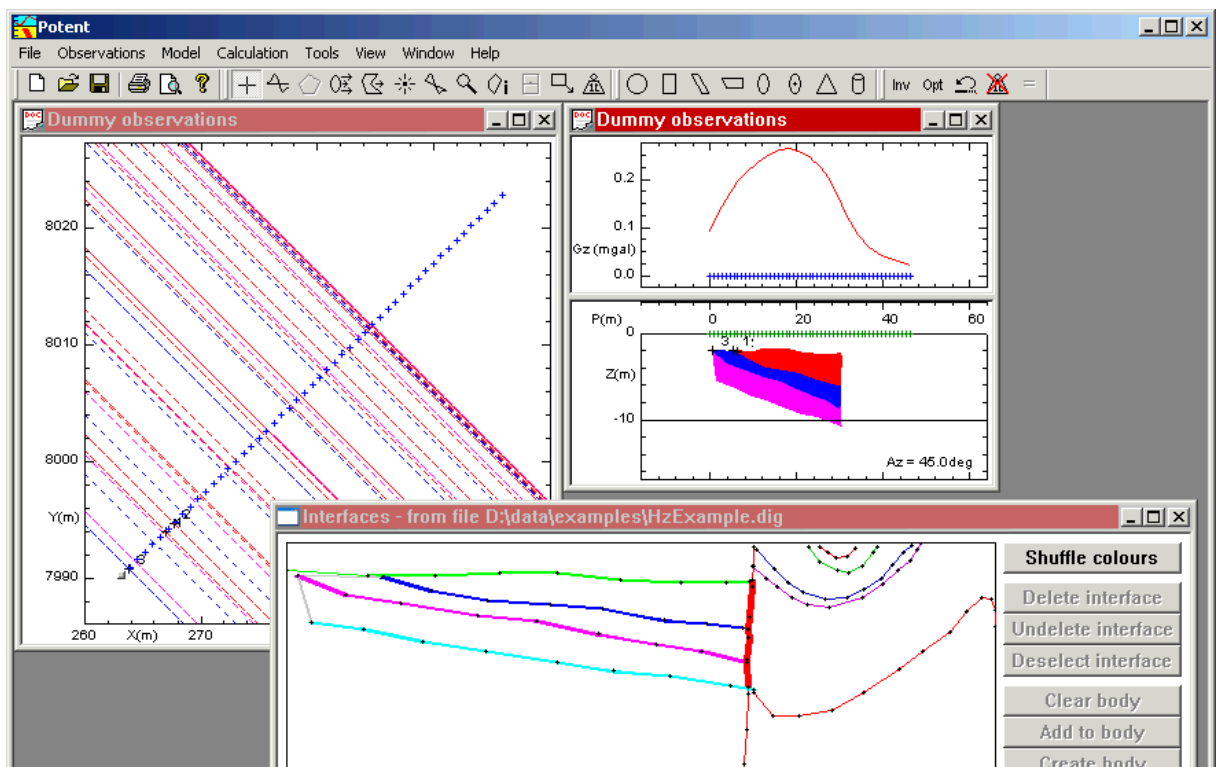 Potent
File Observations Model Calculation Tools View Window Help
Inv Opt
Dummy observations
8020
8010
8000
Y(m)
7990
260 X(m) 270
Dummy observations
0.2
0.1
Gz (mgal)
0.0
P(m) 0 20 40 60
0
3 1:
Z(m)
-10
Az = 45.0deg
Interfaces - from file D:\data\examples\HzExample.dig
Shuffle colours
Delete interface
Undelete interface
Deselect interface
Clear body
Add to body
Create body